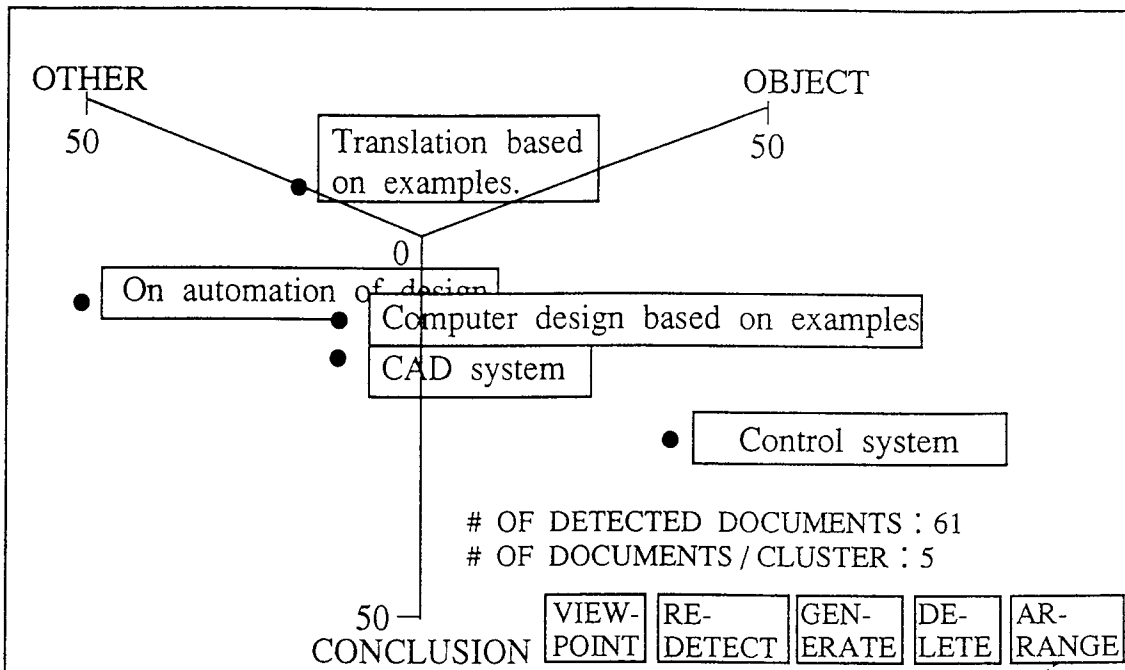 OTHER
OBJECT
50
50
Translation based
on examples.
0
On automation of design
Computer design based on examples
CAD system
Control system
# OF DETECTED DOCUMENTS : 61
# OF DOCUMENTS / CLUSTER : 5
50
CONCLUSION
VIEW-
POINT
RE-
DETECT
GEN-
ERATE
DE-
LETE
AR-
RANGE